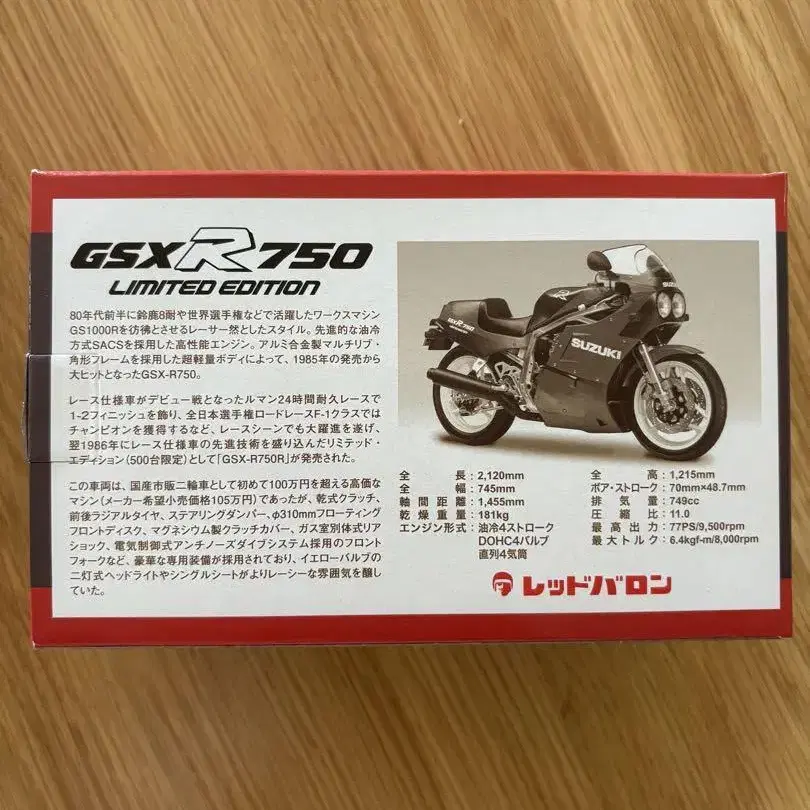 GSXR750
LIMITED EDITION
80年代前半に鈴鹿8耐や世界選手権などで活躍したワークスマシン
GS1000Rを彷彿とさせるレーサー然としたスタイル。先進的な油冷
方式SACSを採用した高性能エンジン。アルミ合金製マルチリブ・
角形フレームを採用した超軽量ボディによって、1985年の発売から
大ヒットとなったGSX-R750。
レース仕様車がデビュー戦となったルマン24時間耐久レースで
1-2フィニッシュを飾り、全日本選手権ロードレースF-1クラスでは
チャンピオンを獲得するなど、レースシーンでも大躍進を遂げ、
翌1986年にレース仕様車の先進技術を盛り込んだリミテッド・
エディション(500台限定)として「GSX-R750R」が発売された。
この車両は、国産市販二輪車として初めて100万円を超える高価な
マシン(メーカー希望小売価格105万円)であったが、乾式クラッチ、
前後ラジアルタイヤ、ステアリングダンパー、φ310mmフローティング
フロントディスク、マグネシウム製クラッチカバー、ガス室別体式リア
ショック、電気制御式アンチノーズダイブシステム採用のフロント
フォークなど、豪華な専用装備が採用されており、イエローバルブの
二灯式ヘッドライトやシングルシートがよりレーシーな雰囲気を醸し
ていた。
GSXR750
SUZUKI
全長:2,120mm
全幅:745mm
軸間距離:1,455mm
乾燥重量:181kg
エンジン形式:油冷4ストローク
DOHC4バルブ
直列4気筒
全高:1,215mm
ボア・ストローク:70mm×48.7mm
排気量:749cc
圧縮比:11.0
最高出力:77PS/9,500rpm
最大トルク:6.4kgf-m/8,000rpm
レッドバロン